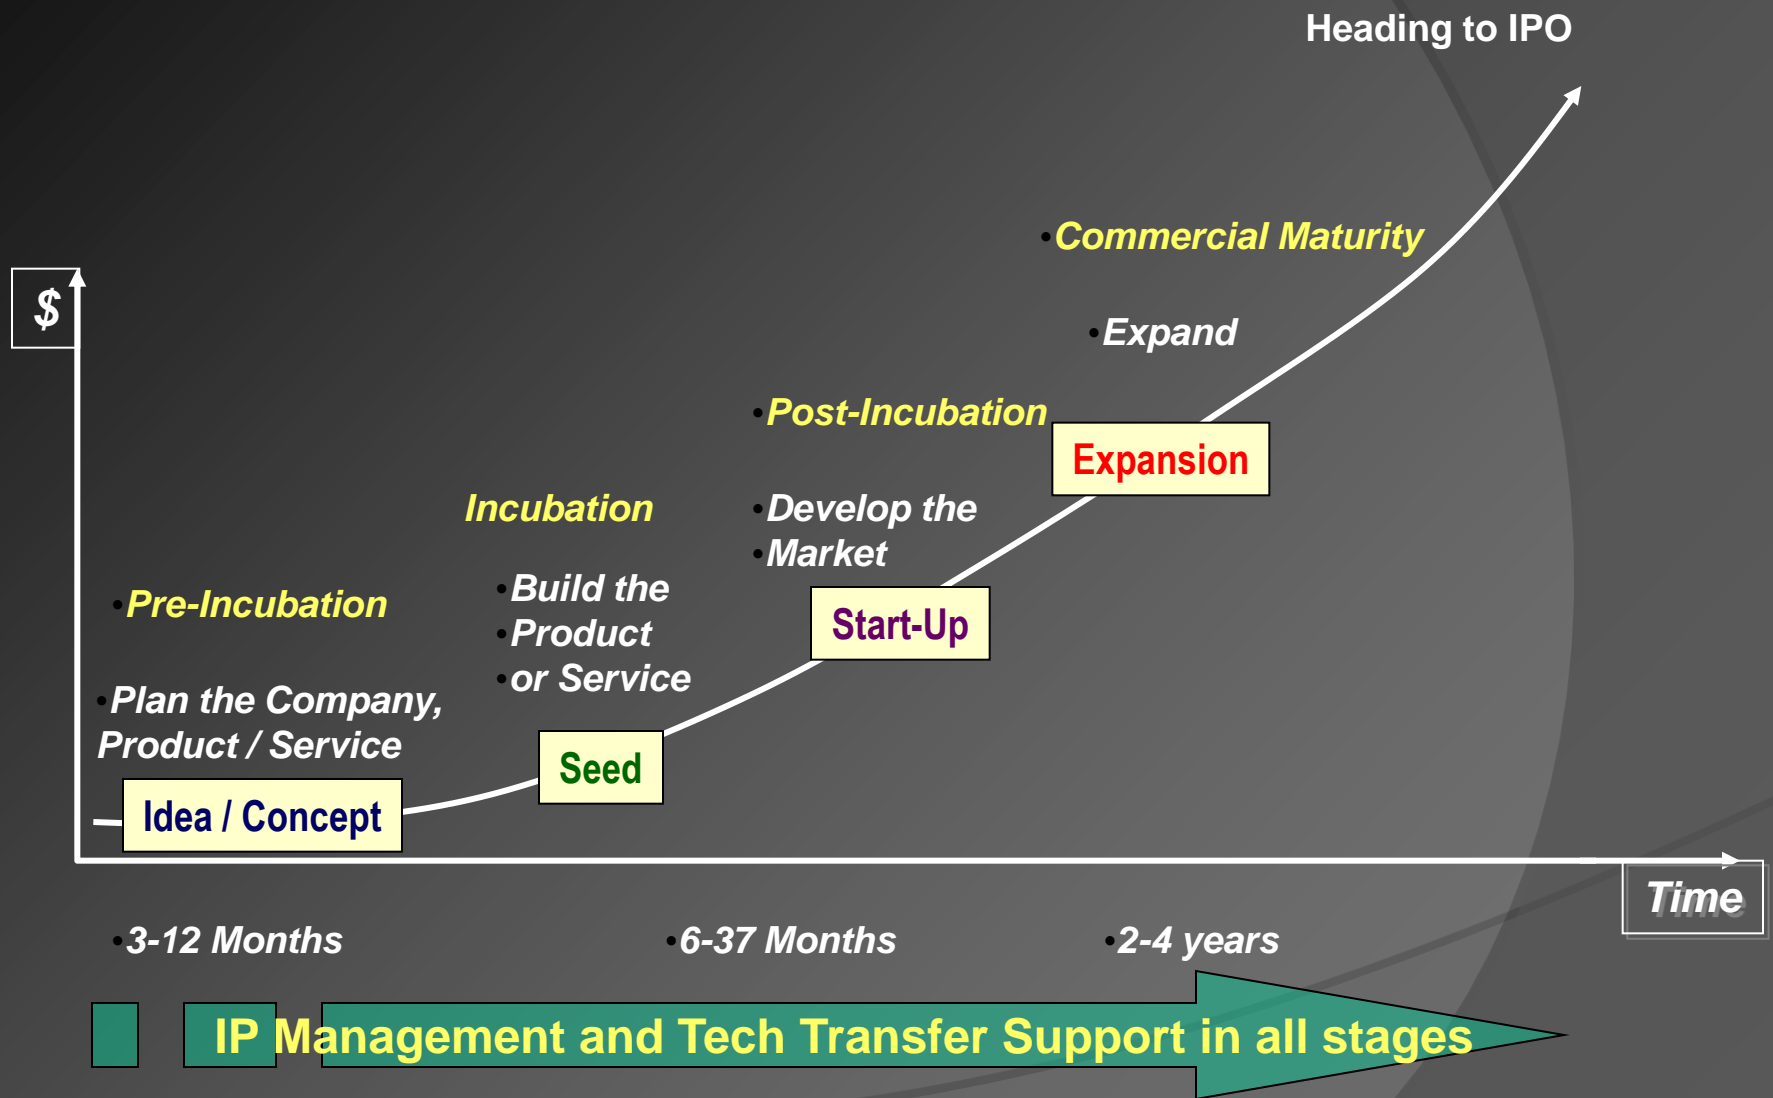 Heading to IPO
•Commercial Maturity
$
•Expand
•Post-Incubation
Expansion
Incubation
•Develop the
•Market
•Build the
•Product
•or Service
•Pre-Incubation
Start-Up
•Plan the Company,
Product / Service
Seed
Idea / Concept
Time
•3-12 Months
•6-37 Months
•2-4 years
IP Management and Tech Transfer Support in all stages